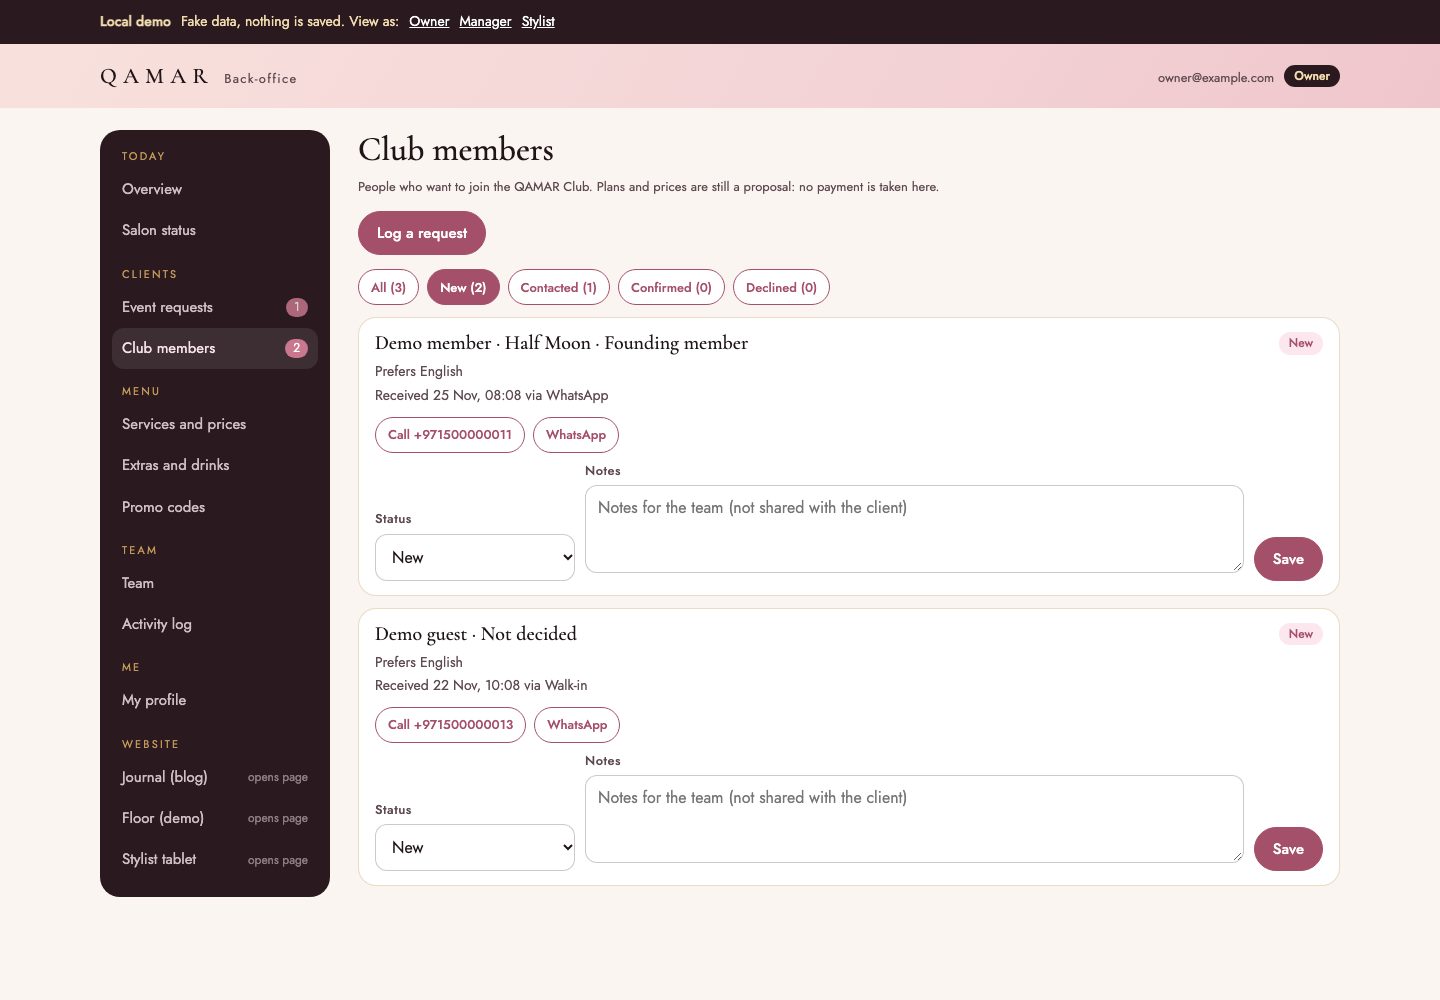 Local demo Fake data, nothing is saved. View as: Owner Manager Stylist
QAMAR Back-office
owner@example.com Owner
TODAY
Overview
Salon status
CLIENTS
Event requests 1
Club members 2
MENU
Services and prices
Extras and drinks
Promo codes
TEAM
Team
Activity log
ME
My profile
WEBSITE
Journal (blog) opens page
Floor (demo) opens page
Stylist tablet opens page
Club members
People who want to join the QAMAR Club. Plans and prices are still a proposal: no payment is taken here.
Log a request
All (3) New (2) Contacted (1) Confirmed (0) Declined (0)
Demo member · Half Moon · Founding member New
Prefers English
Received 25 Nov, 08:08 via WhatsApp
Call +971500000011 WhatsApp
Notes
Notes for the team (not shared with the client)
Status
New
Save
Demo guest · Not decided New
Prefers English
Received 22 Nov, 10:08 via Walk-in
Call +971500000013 WhatsApp
Notes
Notes for the team (not shared with the client)
Status
New
Save